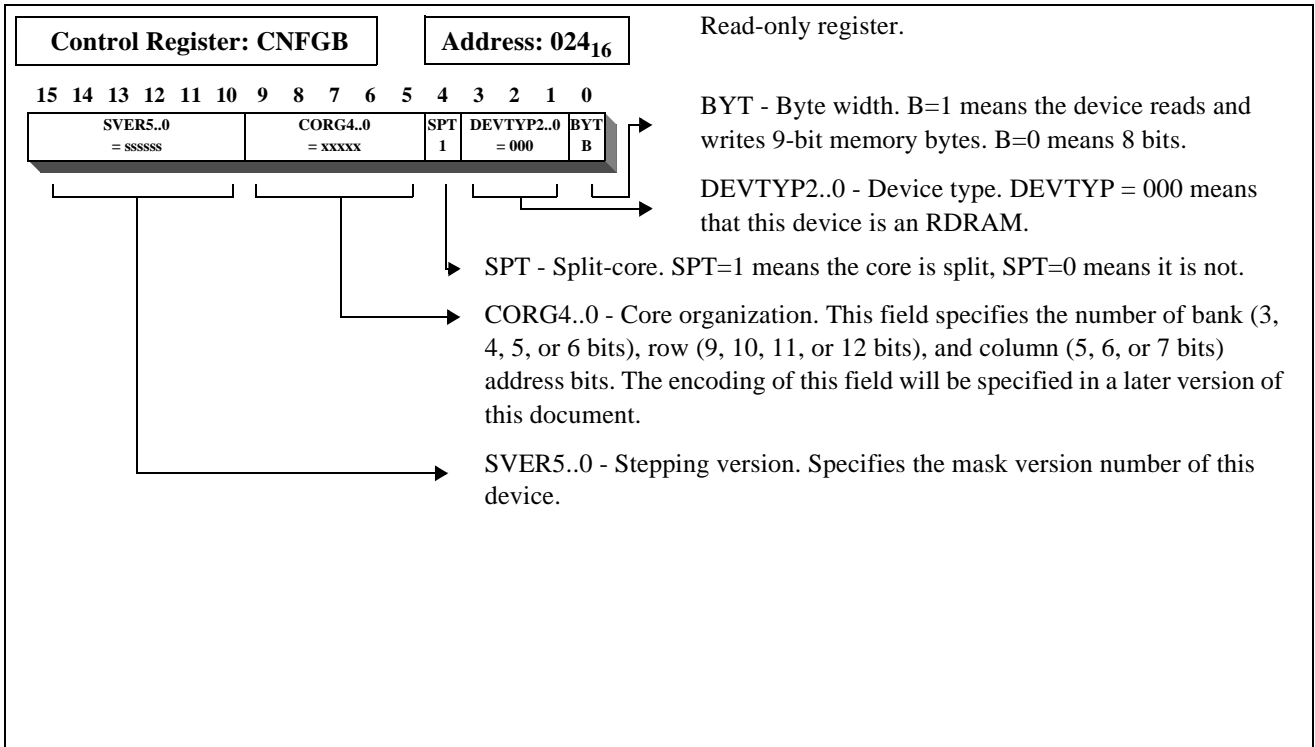 Control Register: CNFGB
Address: 024₁₆
Read-only register.
15 14 13 12 11 10 9 8 7 6 5 4 3 2 1 0
SVER5..0 CORG4..0 SPT DEVTYP2..0 BYT
= ssssss = xxxxx 1 = 000 B
BYT - Byte width. B=1 means the device reads and
writes 9-bit memory bytes. B=0 means 8 bits.
DEVTYP2..0 - Device type. DEVTYP = 000 means
that this device is an RDRAM.
SPT - Split-core. SPT=1 means the core is split, SPT=0 means it is not.
CORG4..0 - Core organization. This field specifies the number of bank (3,
4, 5, or 6 bits), row (9, 10, 11, or 12 bits), and column (5, 6, or 7 bits)
address bits. The encoding of this field will be specified in a later version of
this document.
SVER5..0 - Stepping version. Specifies the mask version number of this
device.